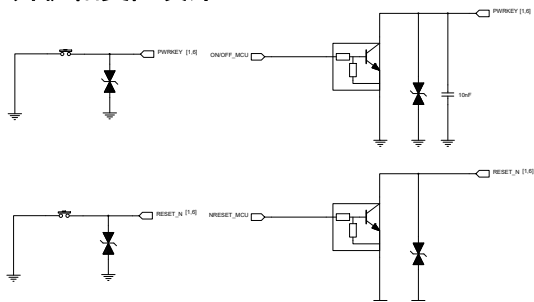 PWRKEY [1,6]
PWRKEY [1,6]
ON/OFF_MCU
10nF
RESET_N [1,6]
RESET_N [1,6]
NRESET_MCU